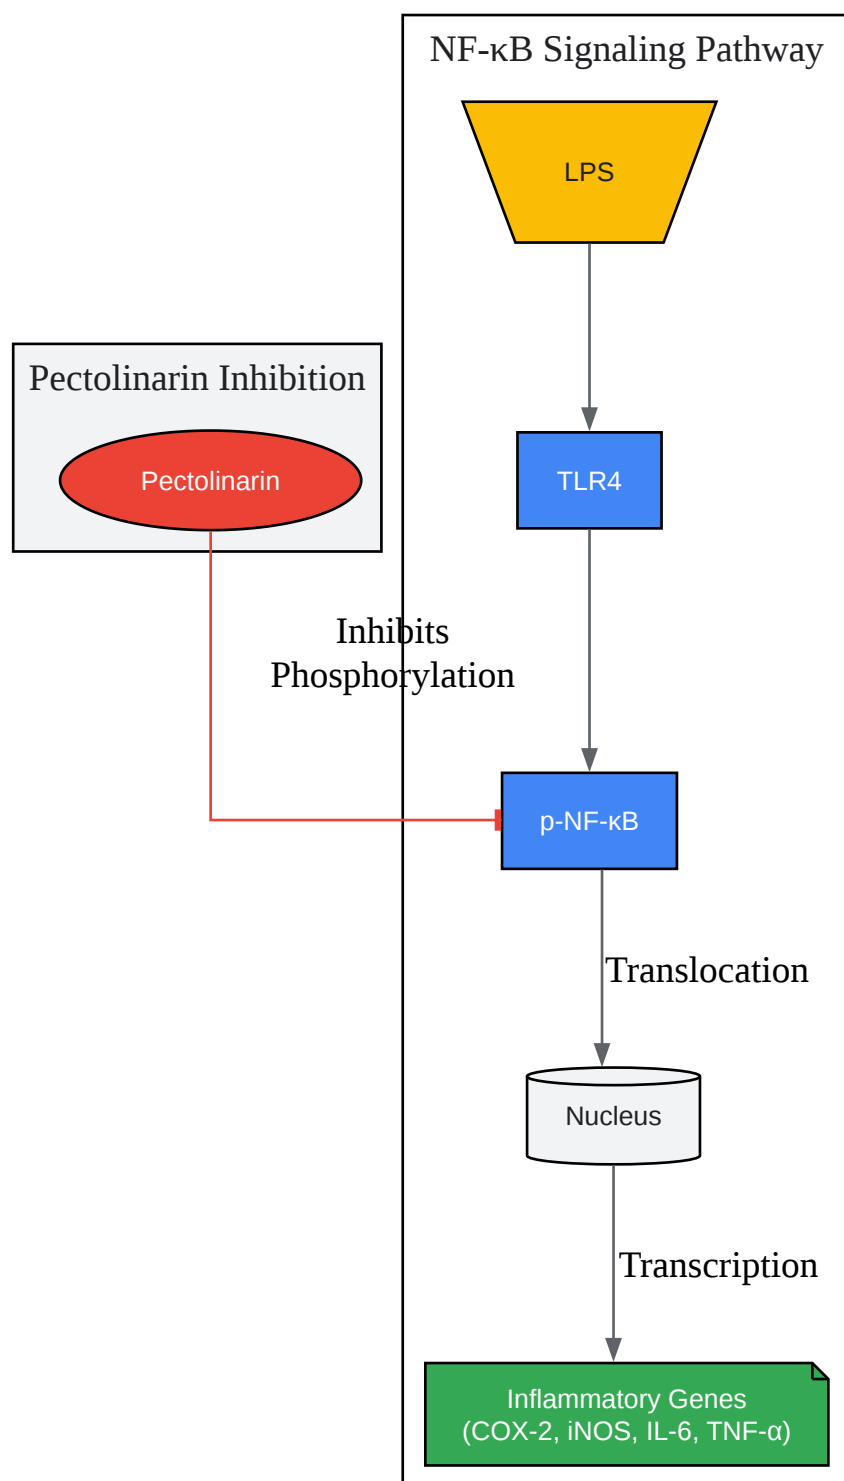 NF-κB Signaling Pathway
LPS
Pectolinarin Inhibition
Pectolinarin
TLR4
Inhibits
Phosphorylation
p-NF-κB
Translocation
Nucleus
Transcription
Inflammatory Genes
(COX-2, iNOS, IL-6, TNF-α)